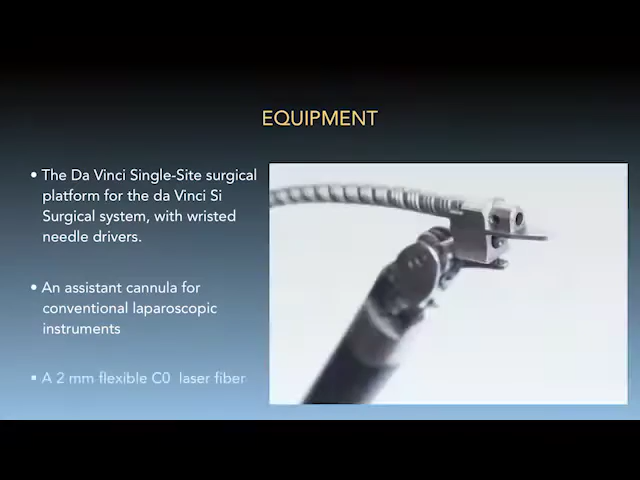 EQUIPMENT
• The Da Vinci Single-Site surgical
platform for the da Vinci Si
Surgical system, with wristed
needle drivers.
• An assistant cannula for
conventional laparoscopic
instruments
• A 2 mm flexible C0 laser fiber